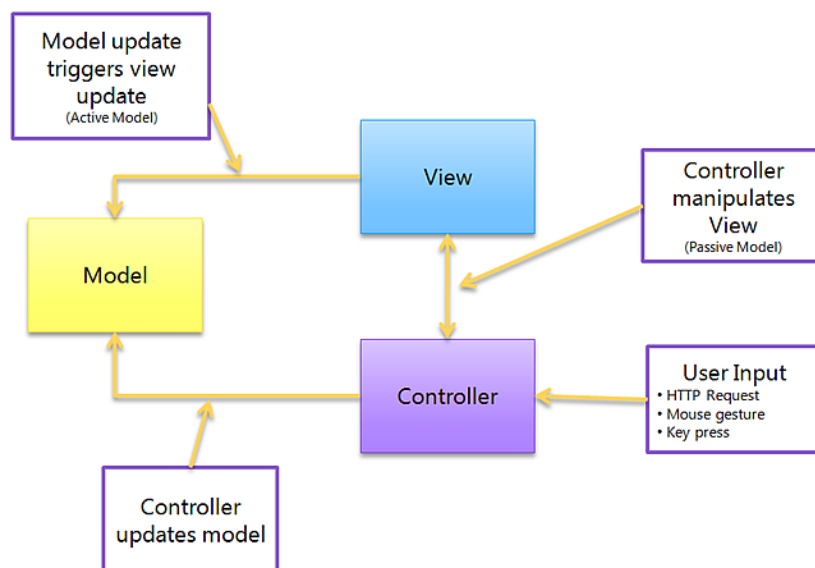 Model update
triggers view
update
(Active Model)
View
Controller
manipulates
View
(Passive Model)
Model
Controller
User Input
• HTTP Request
• Mouse gesture
• Key press
Controller
updates model